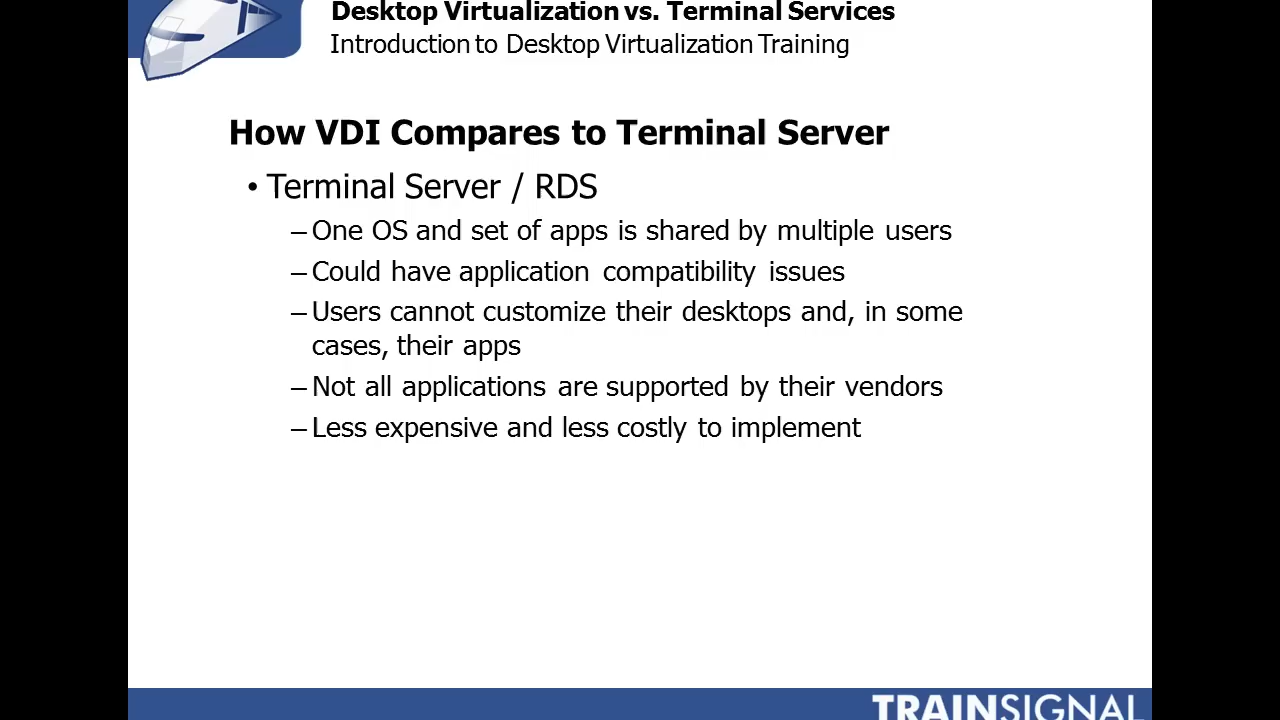 Desktop Virtualization vs. Terminal Services
Introduction to Desktop Virtualization Training
How VDI Compares to Terminal Server
• Terminal Server / RDS
– One OS and set of apps is shared by multiple users
– Could have application compatibility issues
– Users cannot customize their desktops and, in some
cases, their apps
– Not all applications are supported by their vendors
– Less expensive and less costly to implement
TRAINSIGNAL